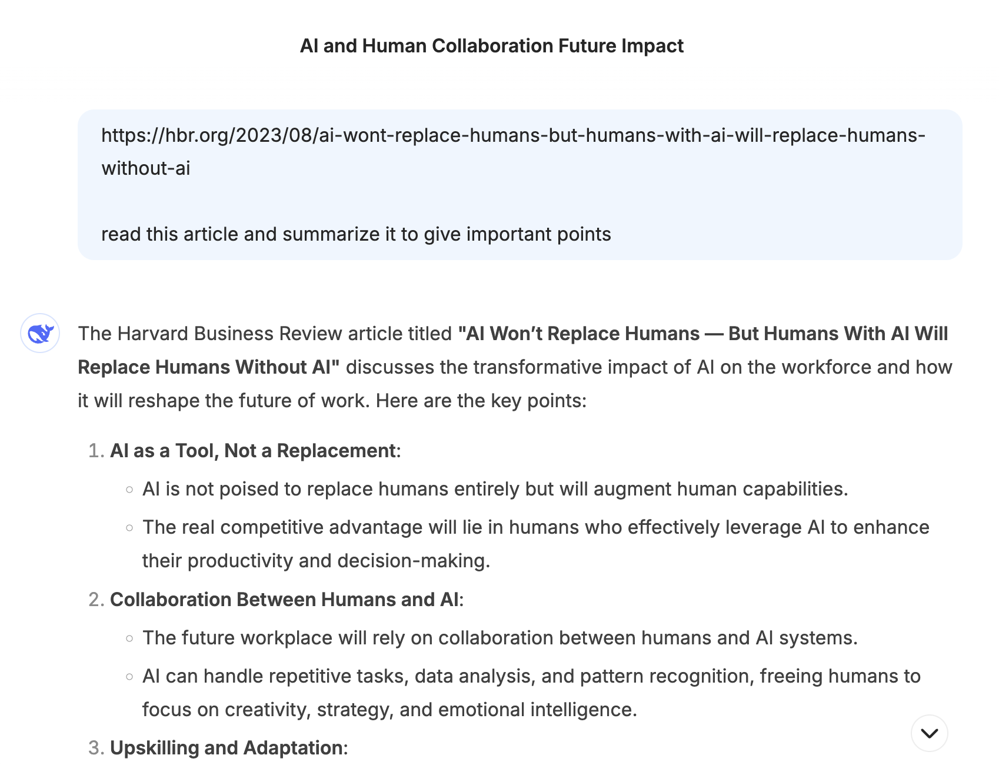 AI and Human Collaboration Future Impact
https://hbr.org/2023/08/ai-wont-replace-humans-but-humans-with-ai-will-replace-humans-
without-ai
read this article and summarize it to give important points
The Harvard Business Review article titled "AI Won’t Replace Humans — But Humans With AI Will
Replace Humans Without AI" discusses the transformative impact of AI on the workforce and how
it will reshape the future of work. Here are the key points:
1. AI as a Tool, Not a Replacement:
◦ AI is not poised to replace humans entirely but will augment human capabilities.
◦ The real competitive advantage will lie in humans who effectively leverage AI to enhance
their productivity and decision-making.
2. Collaboration Between Humans and AI:
◦ The future workplace will rely on collaboration between humans and AI systems.
◦ AI can handle repetitive tasks, data analysis, and pattern recognition, freeing humans to
focus on creativity, strategy, and emotional intelligence.
3. Upskilling and Adaptation: